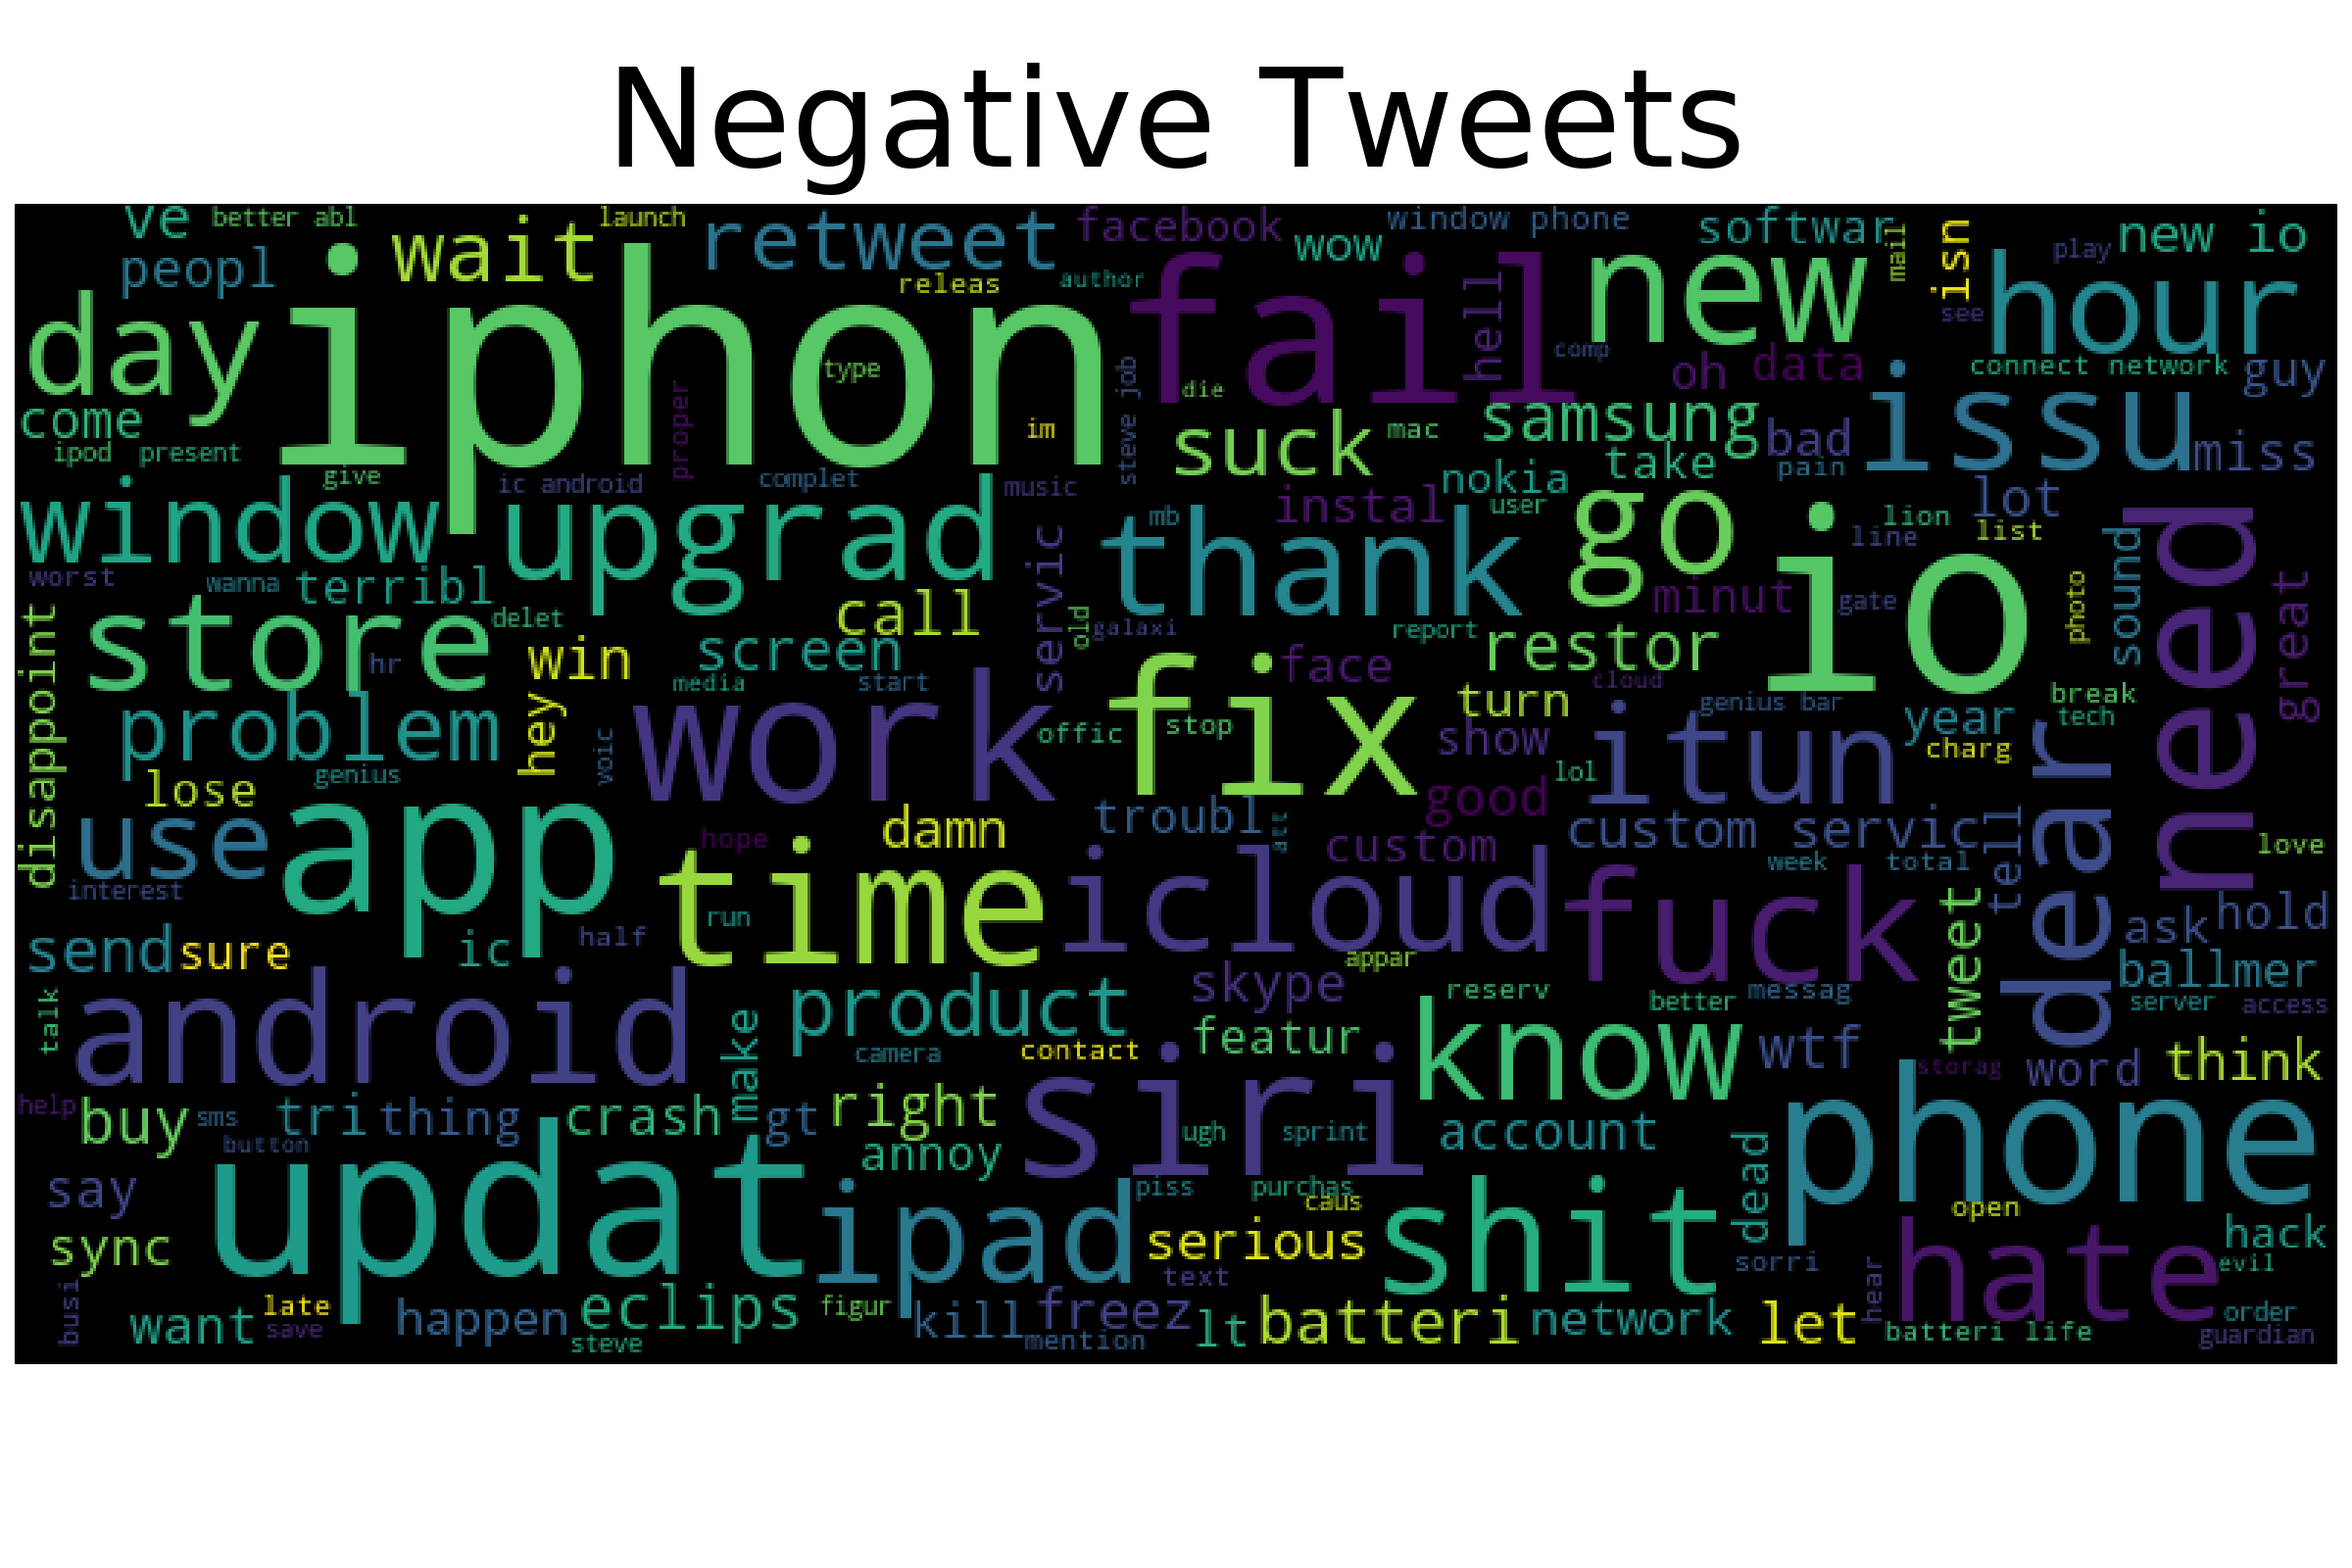 Negative Tweets
ve
better abl
launch
wait
retweet
facebook
window phone
softwar
wow
mail
isn
play
new io
peopl
releas
author
day
iphon
fail
hell
new
see
hour
comp
oh
data
connect network
guy
type
proper
steve job
die
come
im
suck
mac
samsung
bad
issu
miss
ipod
present
give
ic android
complet
music
nokia
take
pain
lot
window
upgrad
instal
user
go
io
lion
list
line
mb
thank
servic
sound
need
worst
wanna
terribl
delet
call
old
galaxi
report
minut
gate
photo
great
disappoint
store
hr
win
screen
media
start
face
restor
cloud
break
tech
problem
hey
voic
work
offic
fix
stop
turn
show
genius bar
itun
year
charg
dear
genius
lose
lol
good
use
app
damn
hope
troubl
att
custom
custom servic
tell
love
interest
time
icloud
week
total
fuck
tweet
run
half
send
sure
ic
appar
ask
hold
talk
android
product
skype
reserv
better
messag
ballmer
server
access
make
camera
contact
featur
know
wtf
word
think
storag
help
buy
sms
tri
thing
crash
gt
right
siri
ugh
sprint
account
phone
button
annoy
dead
say
updat
ipad
piss
purchas
caus
shit
open
hate
hack
sync
serious
text
sorri
hear
evil
busi
want
late
save
happen
steve
eclips
figur
kill
mention
freez
lt
batteri
network
let
batteri life
order
guardian